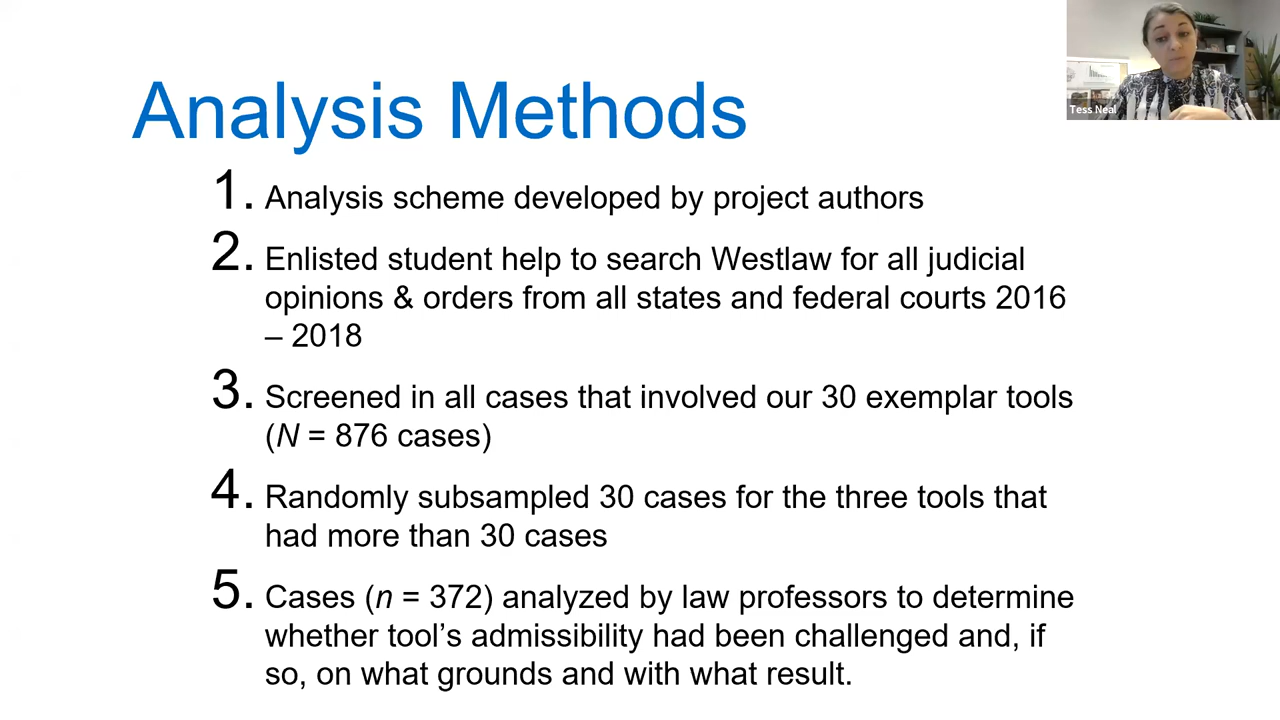 Analysis Methods
Tess Neal
1. Analysis scheme developed by project authors
2. Enlisted student help to search Westlaw for all judicial
opinions & orders from all states and federal courts 2016
– 2018
3. Screened in all cases that involved our 30 exemplar tools
(N = 876 cases)
4. Randomly subsampled 30 cases for the three tools that
had more than 30 cases
5. Cases (n = 372) analyzed by law professors to determine
whether tool’s admissibility had been challenged and, if
so, on what grounds and with what result.